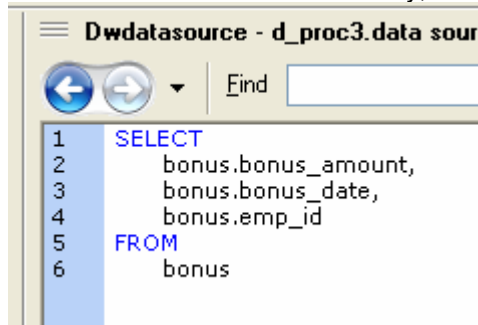 Dwdatasource - d_proc3.data sour
Find
1 SELECT
2 bonus.bonus_amount,
3 bonus.bonus_date,
4 bonus.emp_id
5 FROM
6 bonus